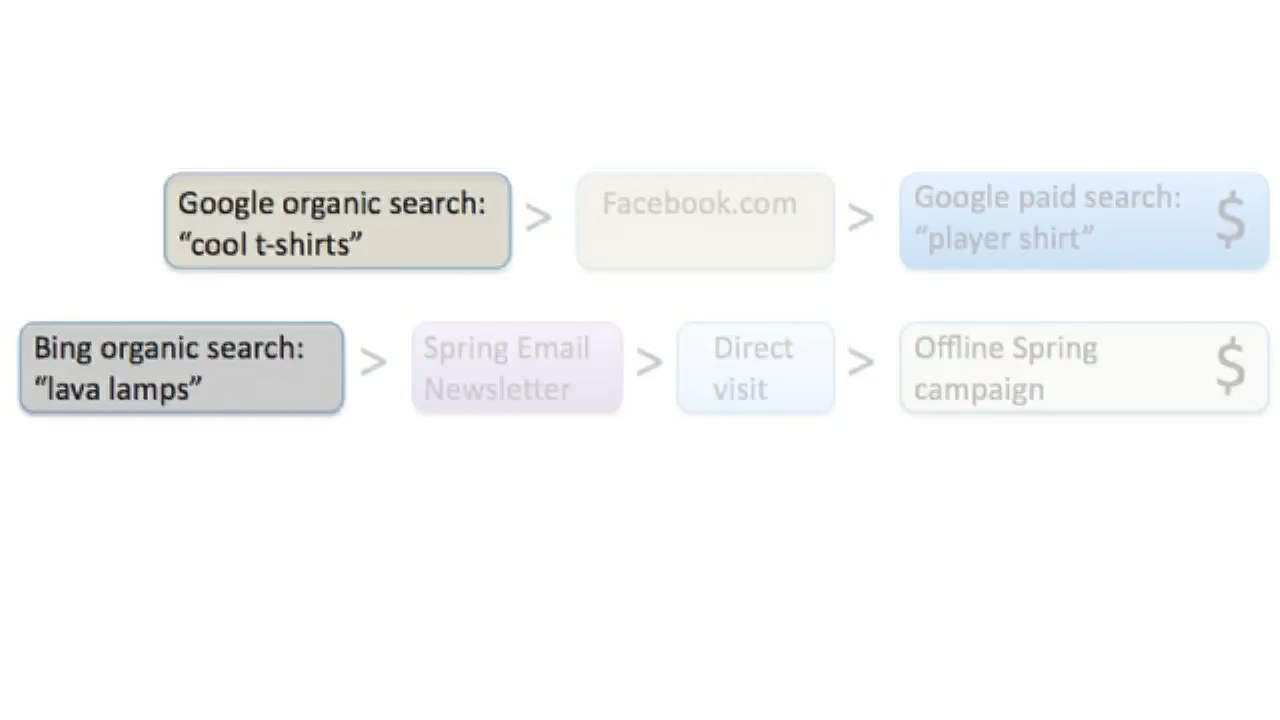 Google organic search: > Facebook.com > Google paid search: $
“cool t-shirts” “player shirt”
Bing organic search: > Spring Email > Direct > Offline Spring $
“lava lamps” Newsletter visit campaign